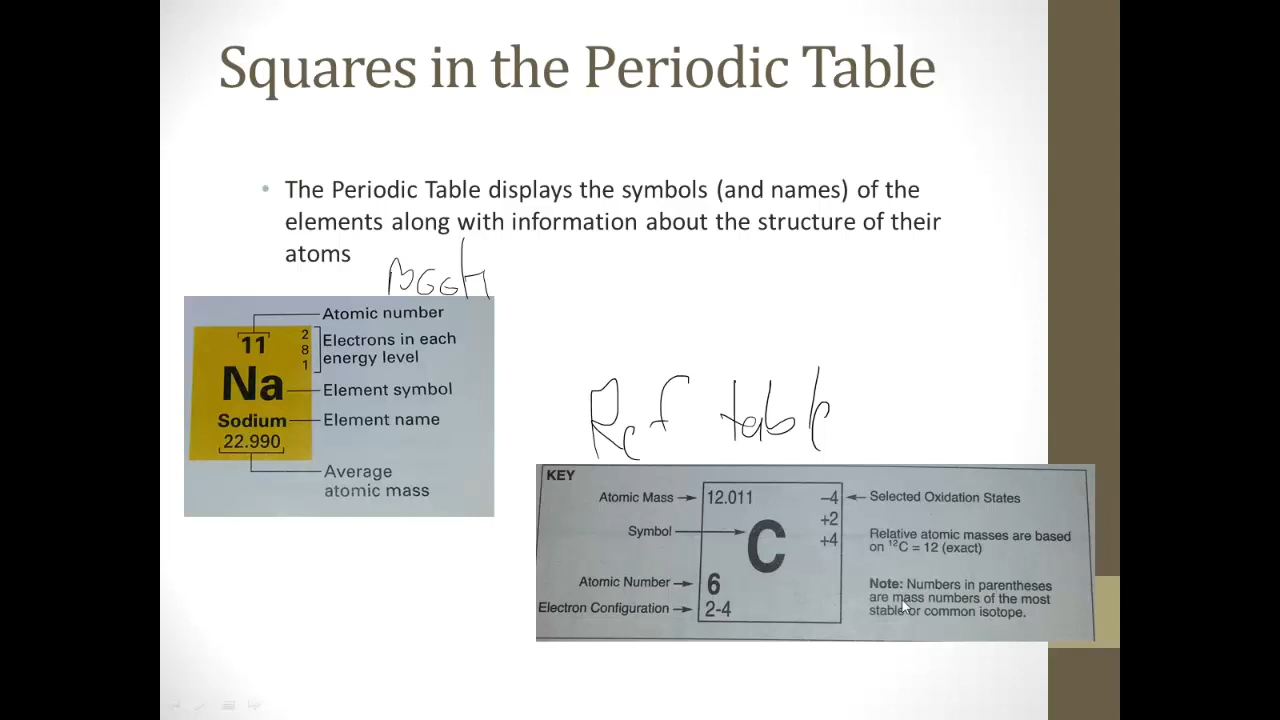 Squares in the Periodic Table
• The Periodic Table displays the symbols (and names) of the
elements along with information about the structure of their
atoms
11
2
8
1
Na
Sodium
22.990
Atomic number
Electrons in each
energy level
Element symbol
Element name
Average
atomic mass
Ref table
KEY
Atomic Mass → 12.011
Symbol
C
Atomic Number → 6
Electron Configuration → 2-4
–4 ← Selected Oxidation States
+2
+4
Relative atomic masses are based
on ¹²C = 12 (exact)
Note: Numbers in parentheses
are mass numbers of the most
stable or common isotope.